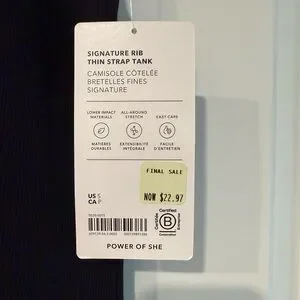 SIGNATURE RIB
THIN STRAP TANK
CAMISOLE CÔTELÉE
BRETELLES FINES
SIGNATURE
LOWER IMPACT
MATERIALS
ALL-AROUND
STRETCH
EASY CARE
MATIÈRES
DURABLES
EXTENSIBILITÉ
INTÉGRALE
FACILE
D'ENTRETIEN
FINAL SALE
NOW $22.97
US S
CA P
Certified
B
Corporation
POWER OF SHE